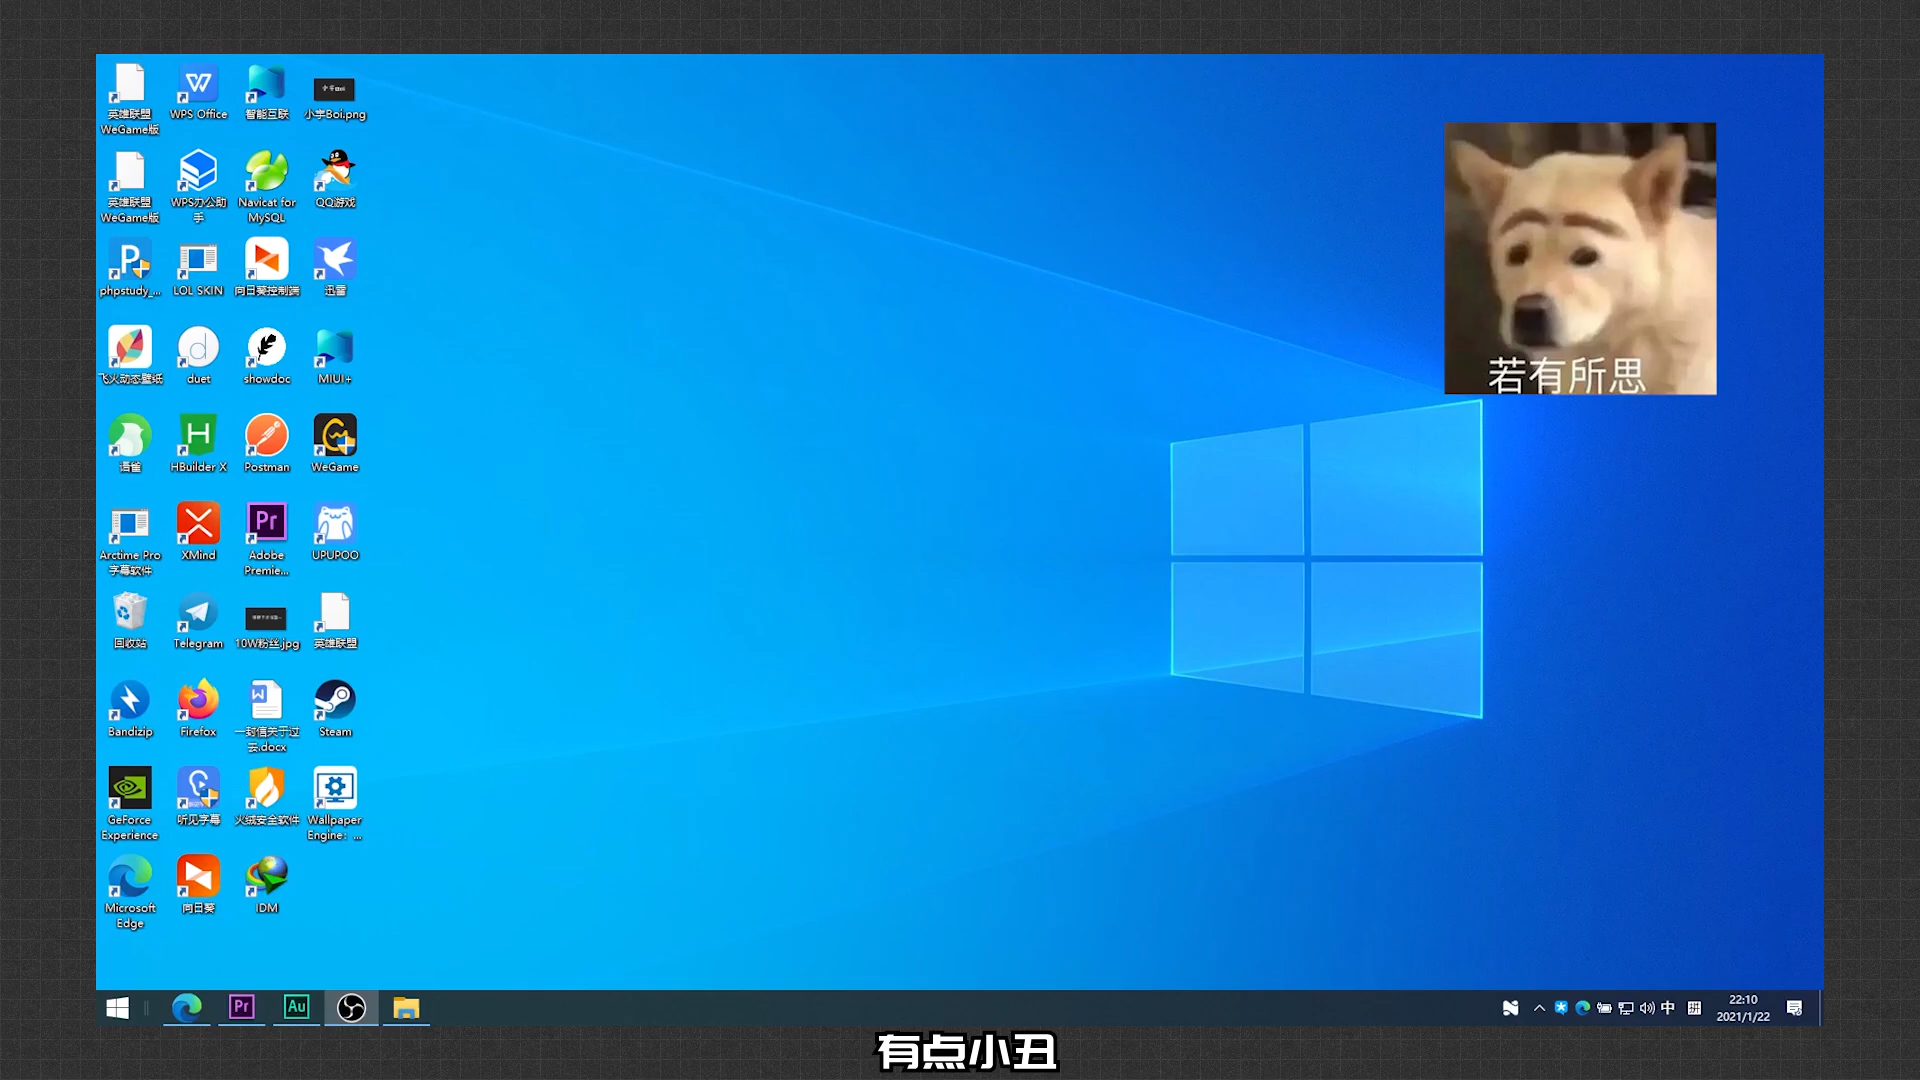 英雄联盟
WeGame版
WPS Office
智能互联
小宇Boi.png
英雄联盟
WeGame版
WPS办公助
手
Navicat for
MySQL
QQ游戏
phpstudy_...
LOL SKIN
向日葵控制端
迅雷
飞火动态壁纸
duet
showdoc
MIUI+
语雀
HBuilder X
Postman
WeGame
Arctime Pro
字幕软件
XMind
Pr
Adobe
Premie...
UPUPOO
回收站
Telegram
10W粉丝.jpg
英雄联盟
Bandizip
Firefox
一封信关于过
去.docx
Steam
GeForce
Experience
听见字幕
火绒安全软件
Wallpaper
Engine：...
Microsoft
Edge
向日葵
IDM
若有所思
Pr
Au
中
拼
22:10
2021/1/22
有点小丑